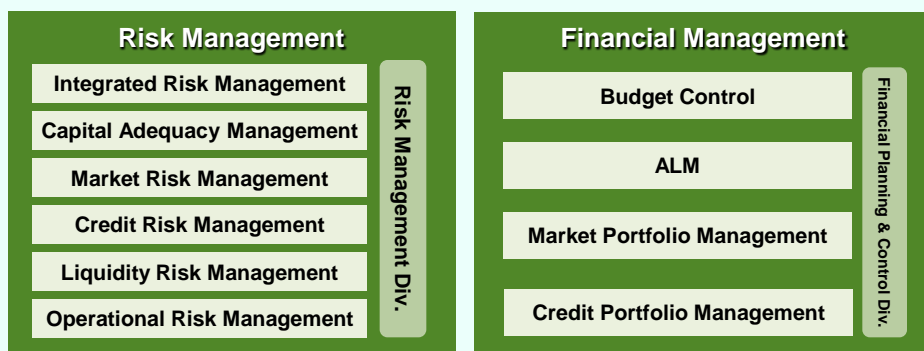 Risk Management
Integrated Risk Management
Capital Adequacy Management
Market Risk Management
Credit Risk Management
Liquidity Risk Management
Operational Risk Management
Risk Management Div.
Financial Management
Budget Control
ALM
Market Portfolio Management
Credit Portfolio Management
Financial Planning & Control Div.